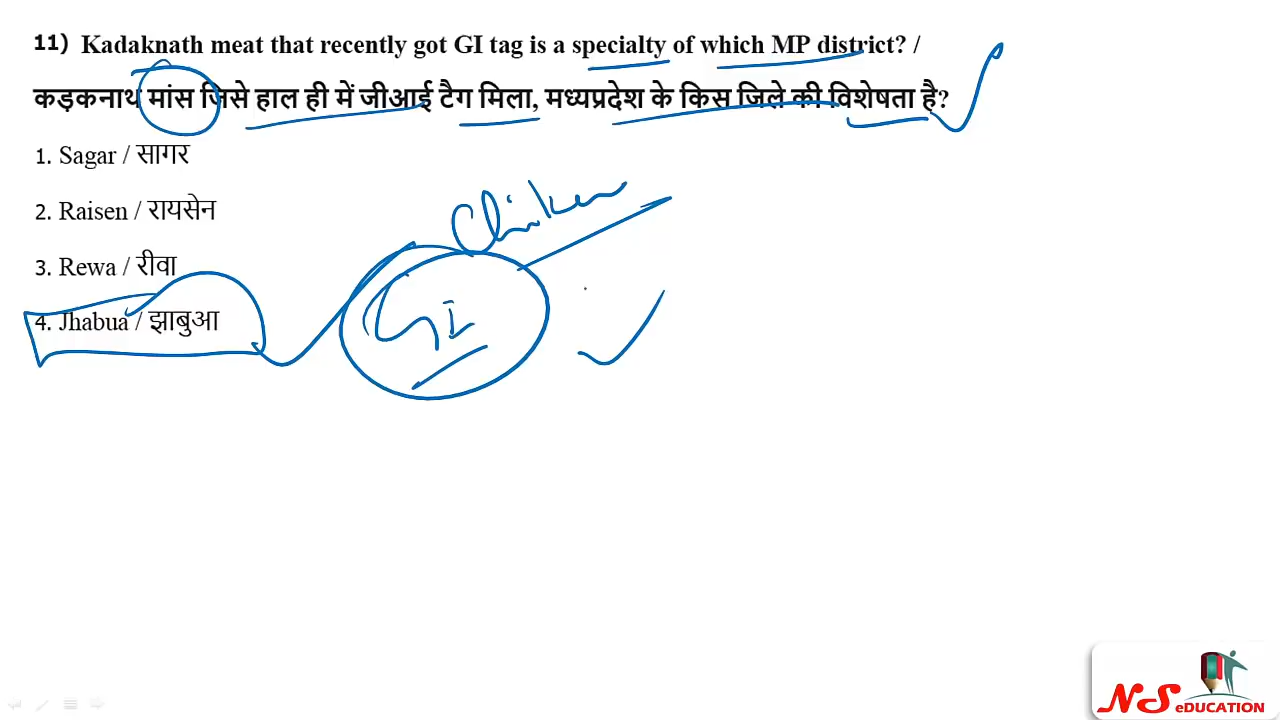 11) Kadaknath meat that recently got GI tag is a specialty of which MP district? /
कड़कनाथ मांस जिसे हाल ही में जीआई टैग मिला, मध्यप्रदेश के किस जिले की विशेषता है?
1. Sagar / सागर
2. Raisen / रायसेन
3. Rewa / रीवा
4. Jhabua / झाबुआ
Chiken
GI
NS eDUCATION